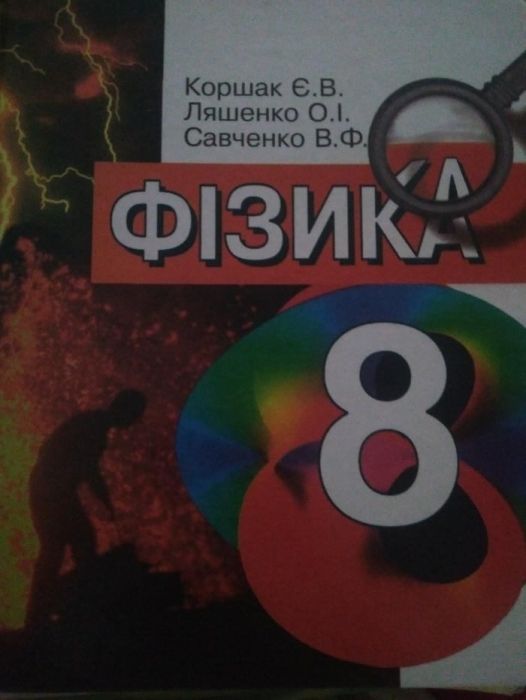 Коршак Є.В.
Ляшенко О.І.
Савченко В.Ф.
ФІЗИКА
8